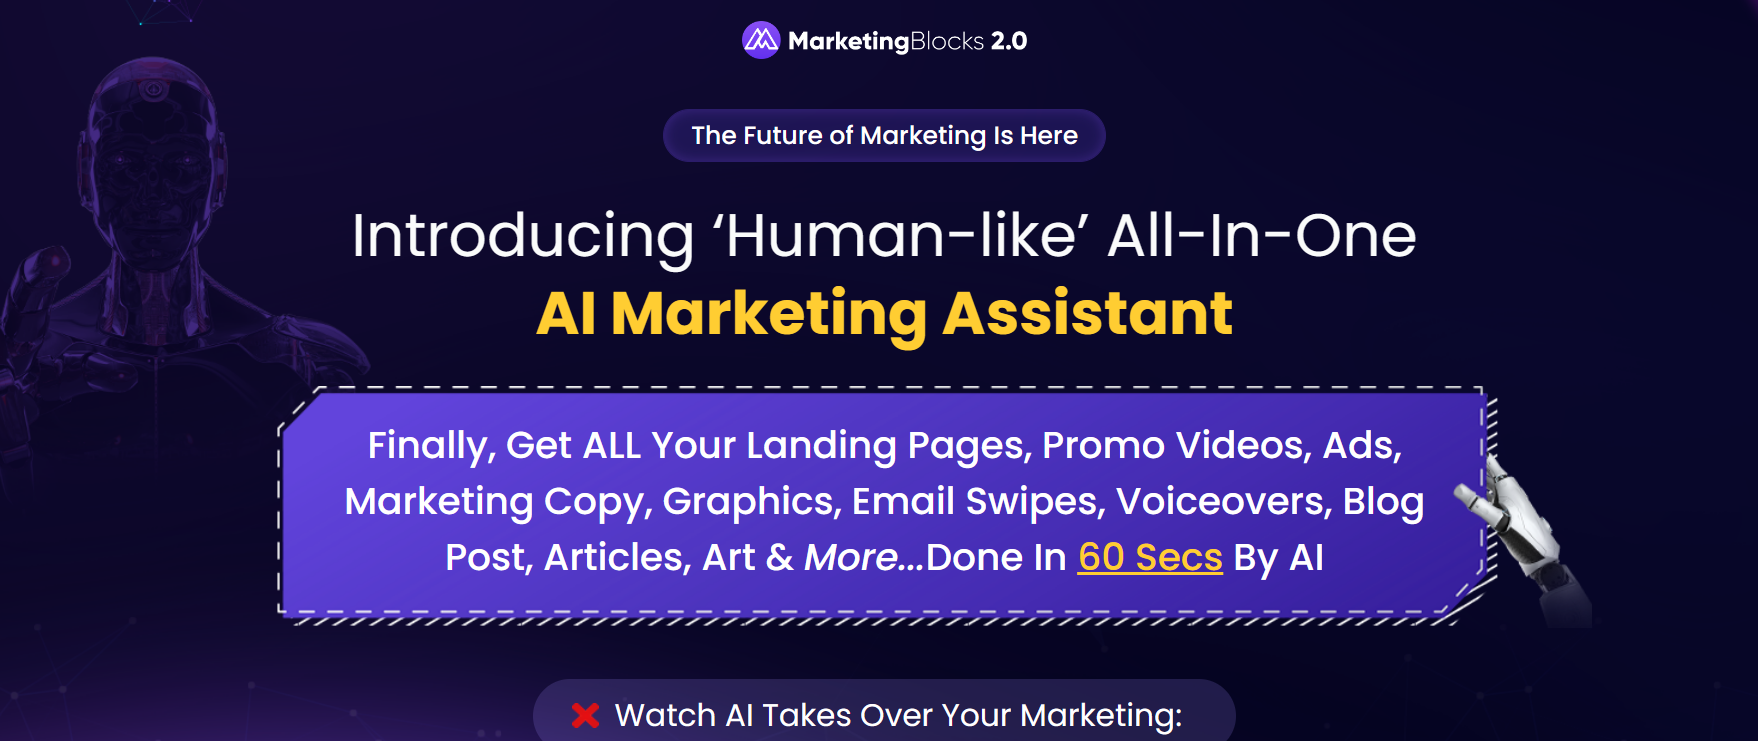 MarketingBlocks 2.0
The Future of Marketing Is Here
Introducing ‘Human-like’ All-In-One
AI Marketing Assistant
Finally, Get ALL Your Landing Pages, Promo Videos, Ads,
Marketing Copy, Graphics, Email Swipes, Voiceovers, Blog
Post, Articles, Art & More...Done In 60 Secs By AI
Watch AI Takes Over Your Marketing: